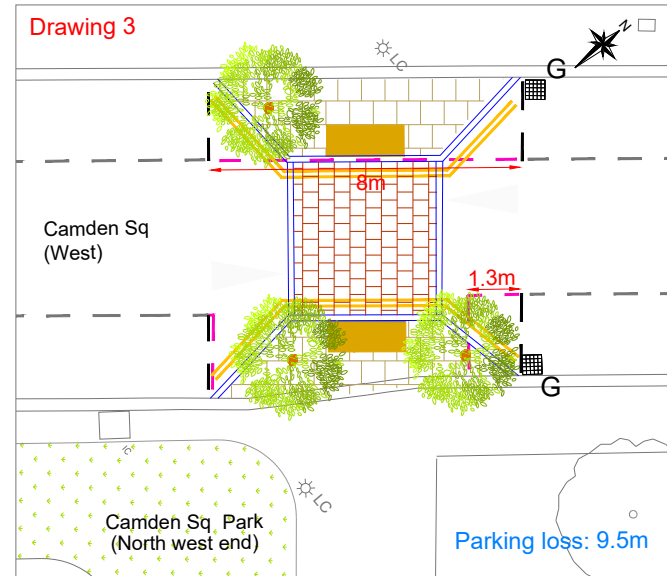 Drawing 3
N
LC
G
8m
Camden Sq
(West)
1.3m
G
IC
LC
Camden Sq Park
(North west end)
Parking loss: 9.5m